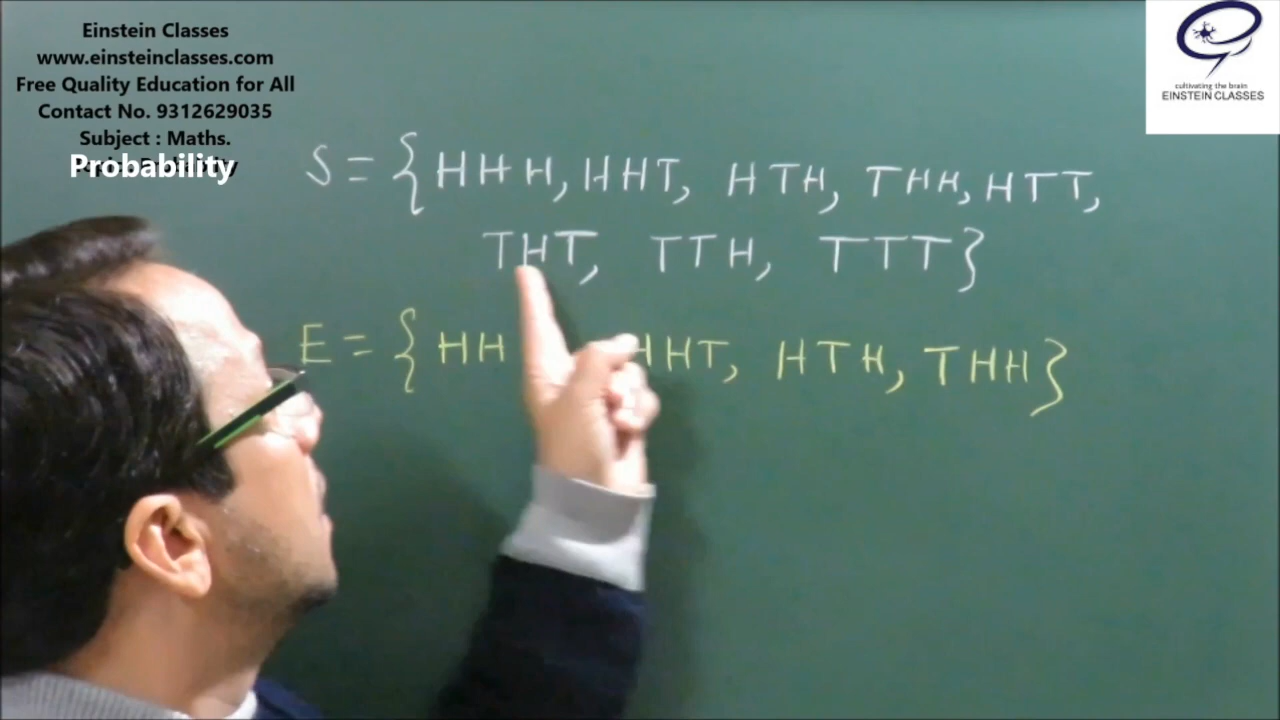 Einstein Classes
www.einsteinclasses.com
Free Quality Education for All
Contact No. 9312629035
Subject : Maths.
Probability
cultivating the brain
EINSTEIN CLASSES
S = {HHH, HHT, HTH, THH, HTT,
THT, TTH, TTT}
E = {HH HHT, HTH, THH}